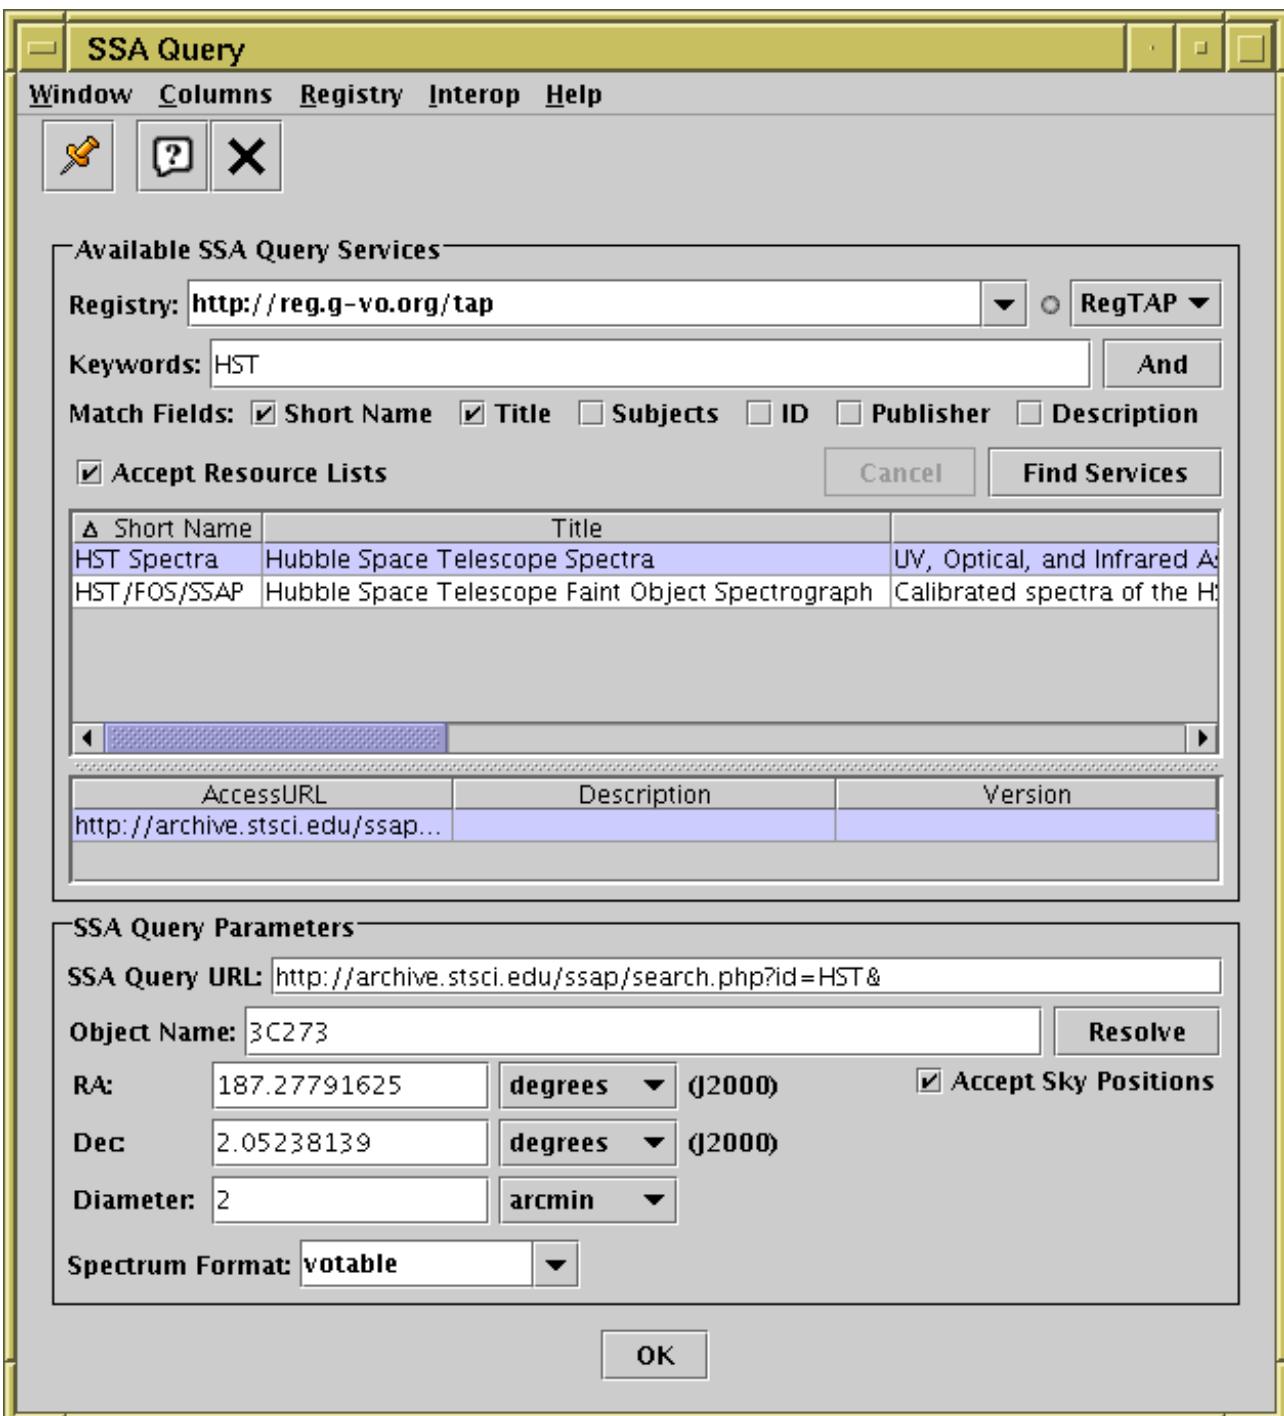 SSA Query
Window Columns Registry Interop Help
Available SSA Query Services
Registry: http://reg.g-vo.org/tap RegTAP
Keywords: HST And
Match Fields: Short Name Title Subjects ID Publisher Description
Accept Resource Lists Cancel Find Services
Short Name Title
HST Spectra Hubble Space Telescope Spectra UV, Optical, and Infrared
HST/FOS/SSAP Hubble Space Telescope Faint Object Spectrograph Calibrated spectra of the
AccessURL Description Version
http://archive.stsci.edu/ssap...
SSA Query Parameters
SSA Query URL: http://archive.stsci.edu/ssap/search.php?id=HST&
Object Name: 3C273 Resolve
RA: 187.27791625 degrees (J2000) Accept Sky Positions
Dec: 2.05238139 degrees (J2000)
Diameter: 2 arcmin
Spectrum Format: votable
OK